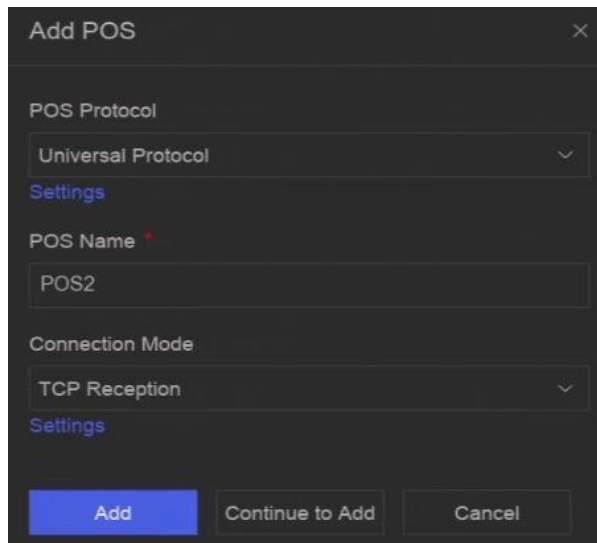 Add POS
POS Protocol
Universal Protocol
Settings
POS Name *
POS2
Connection Mode
TCP Reception
Settings
Add
Continue to Add
Cancel